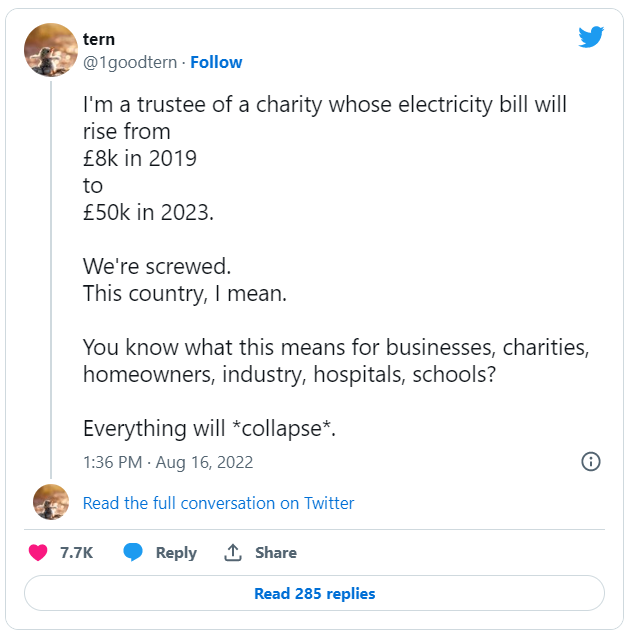 tern
@1goodtern · Follow
I'm a trustee of a charity whose electricity bill will
rise from
£8k in 2019
to
£50k in 2023.
We're screwed.
This country, I mean.
You know what this means for businesses, charities,
homeowners, industry, hospitals, schools?
Everything will *collapse*.
1:36 PM · Aug 16, 2022
Read the full conversation on Twitter
7.7K Reply Share
Read 285 replies